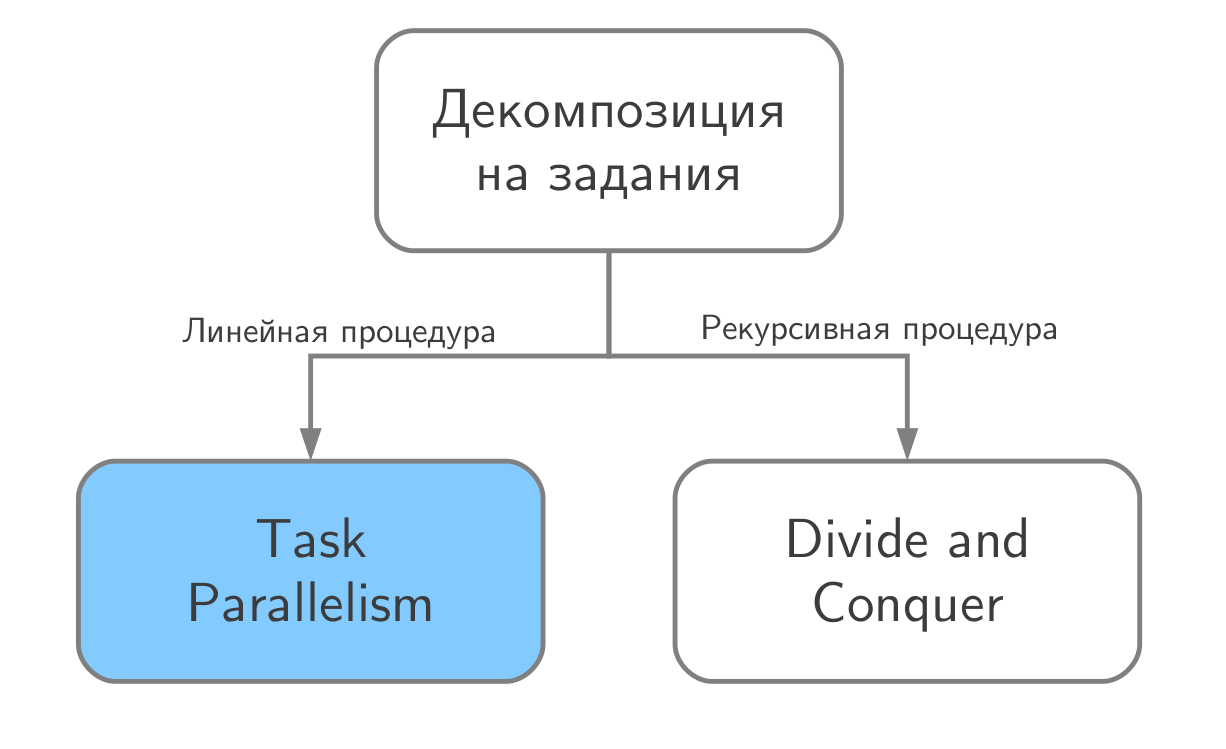 Декомпозиция
на задания
Линейная процедура
Рекурсивная процедура
Task
Parallelism
Divide and
Conquer